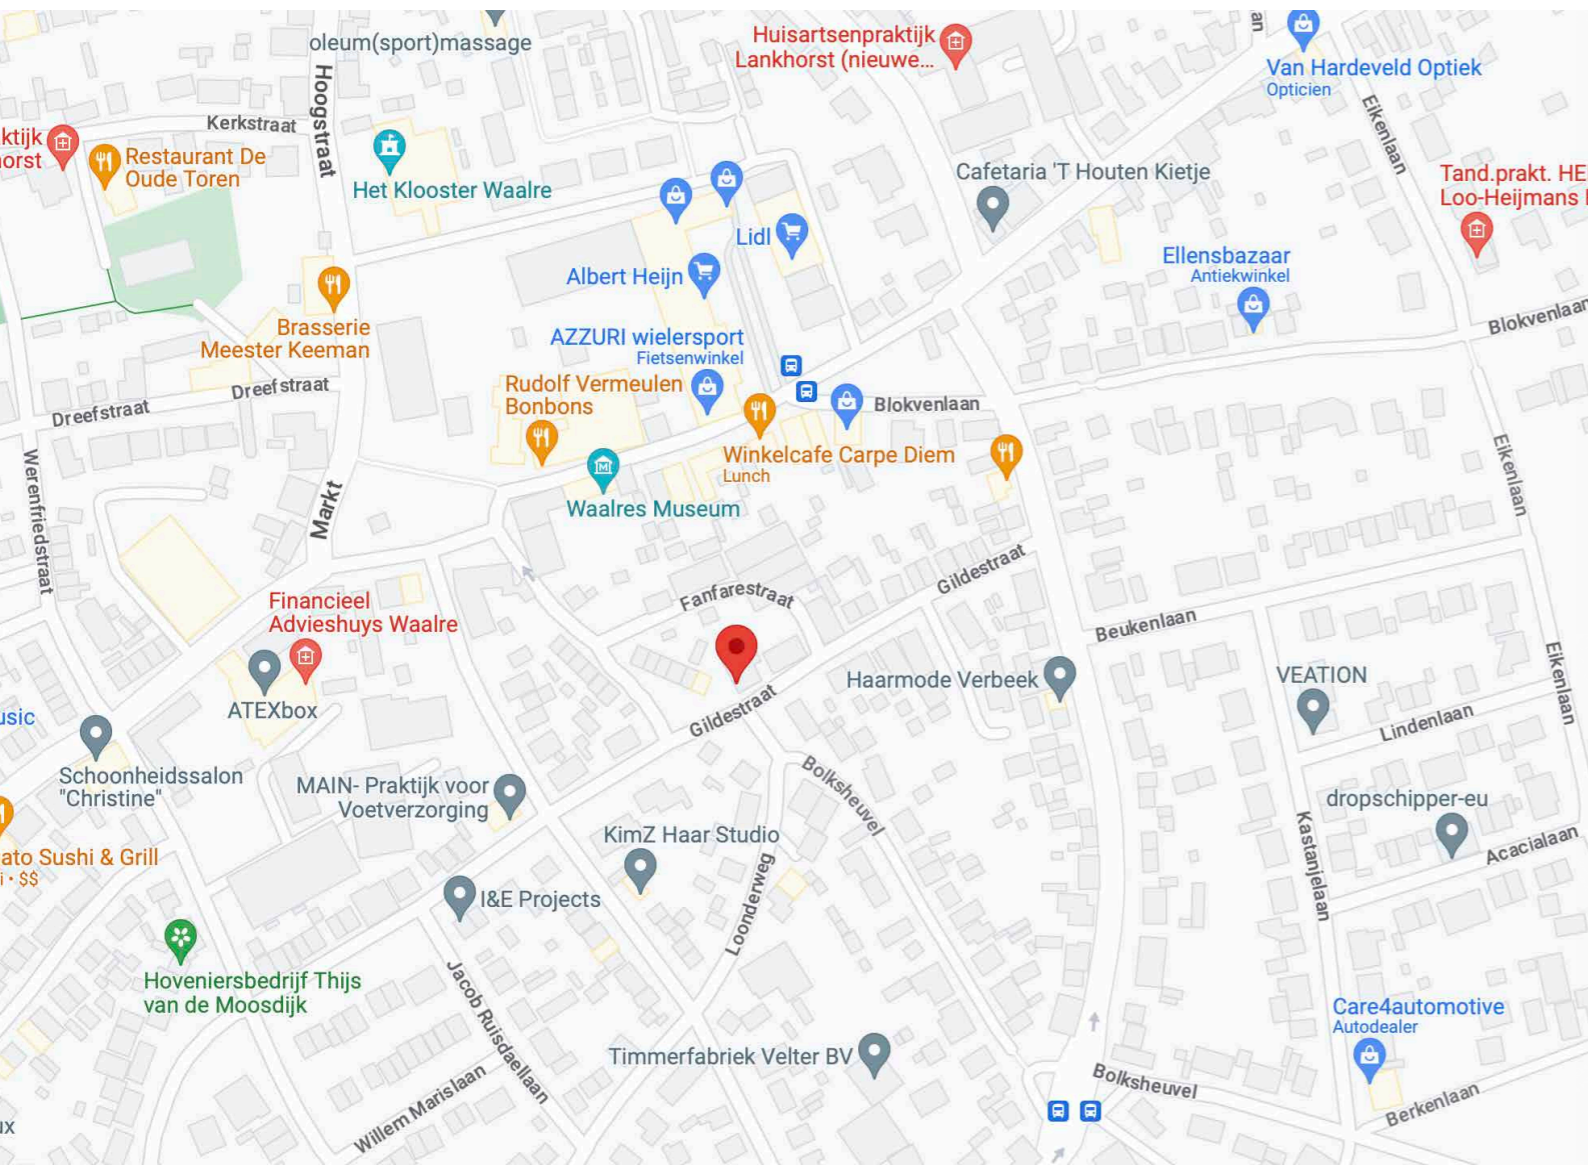 oleum(sport)massage
Huisartsenpraktijk
Lankhorst (nieuwe...
Van Hardeveld Optiek
Opticien
Hoogstraat
Kerkstraat
Eikenlaan
ktijk
orst
Restaurant De
Oude Toren
Het Klooster Waalre
Cafetaria 'T Houten Kietje
Tand.prakt. HE
Loo-Heijmans
Lidl
Albert Heijn
Ellensbazaar
Antiekwinkel
Blokvenlaan
Brasserie
Meester Keeman
AZZURI wielersport
Fietsenwinkel
Dreefstraat
Dreefstraat
Rudolf Vermeulen
Bonbons
Blokvenlaan
Winkelcafe Carpe Diem
Lunch
Eikenlaan
Werenfriedstraat
Markt
Waalres Museum
Gildestraat
Fanfarestraat
Financieel
Advieshuys Waalre
Beukenlaan
Eikenlaan
ATEXbox
Haarmode Verbeek
VEATION
Gildestraat
usic
Lindenlaan
Schoonheidssalon
"Christine"
MAIN- Praktijk voor
Voetverzorging
Bolksheuvel
dropschipper-eu
KimZ Haar Studio
Kastanjelaan
Acacialaan
ato Sushi & Grill
i • $$
I&E Projects
Loonderweg
Hoveniersbedrijf Thijs
van de Moosdijk
Jacob Ruisdaellaan
Care4automotive
Autodealer
Timmerfabriek Velter BV
Bolksheuvel
Willem Marislaan
Berkenlaan
ux
an